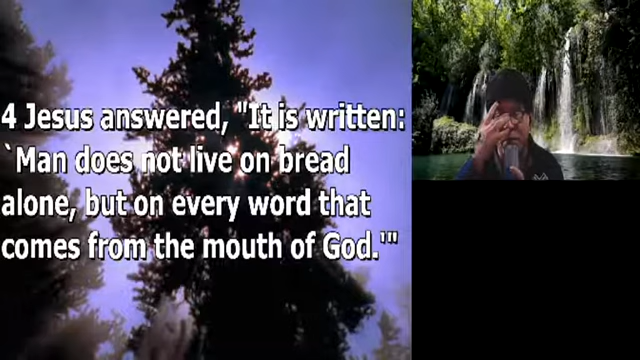 4 Jesus answered, "It is written:
`Man does not live on bread
alone, but on every word that
comes from the mouth of God.'"